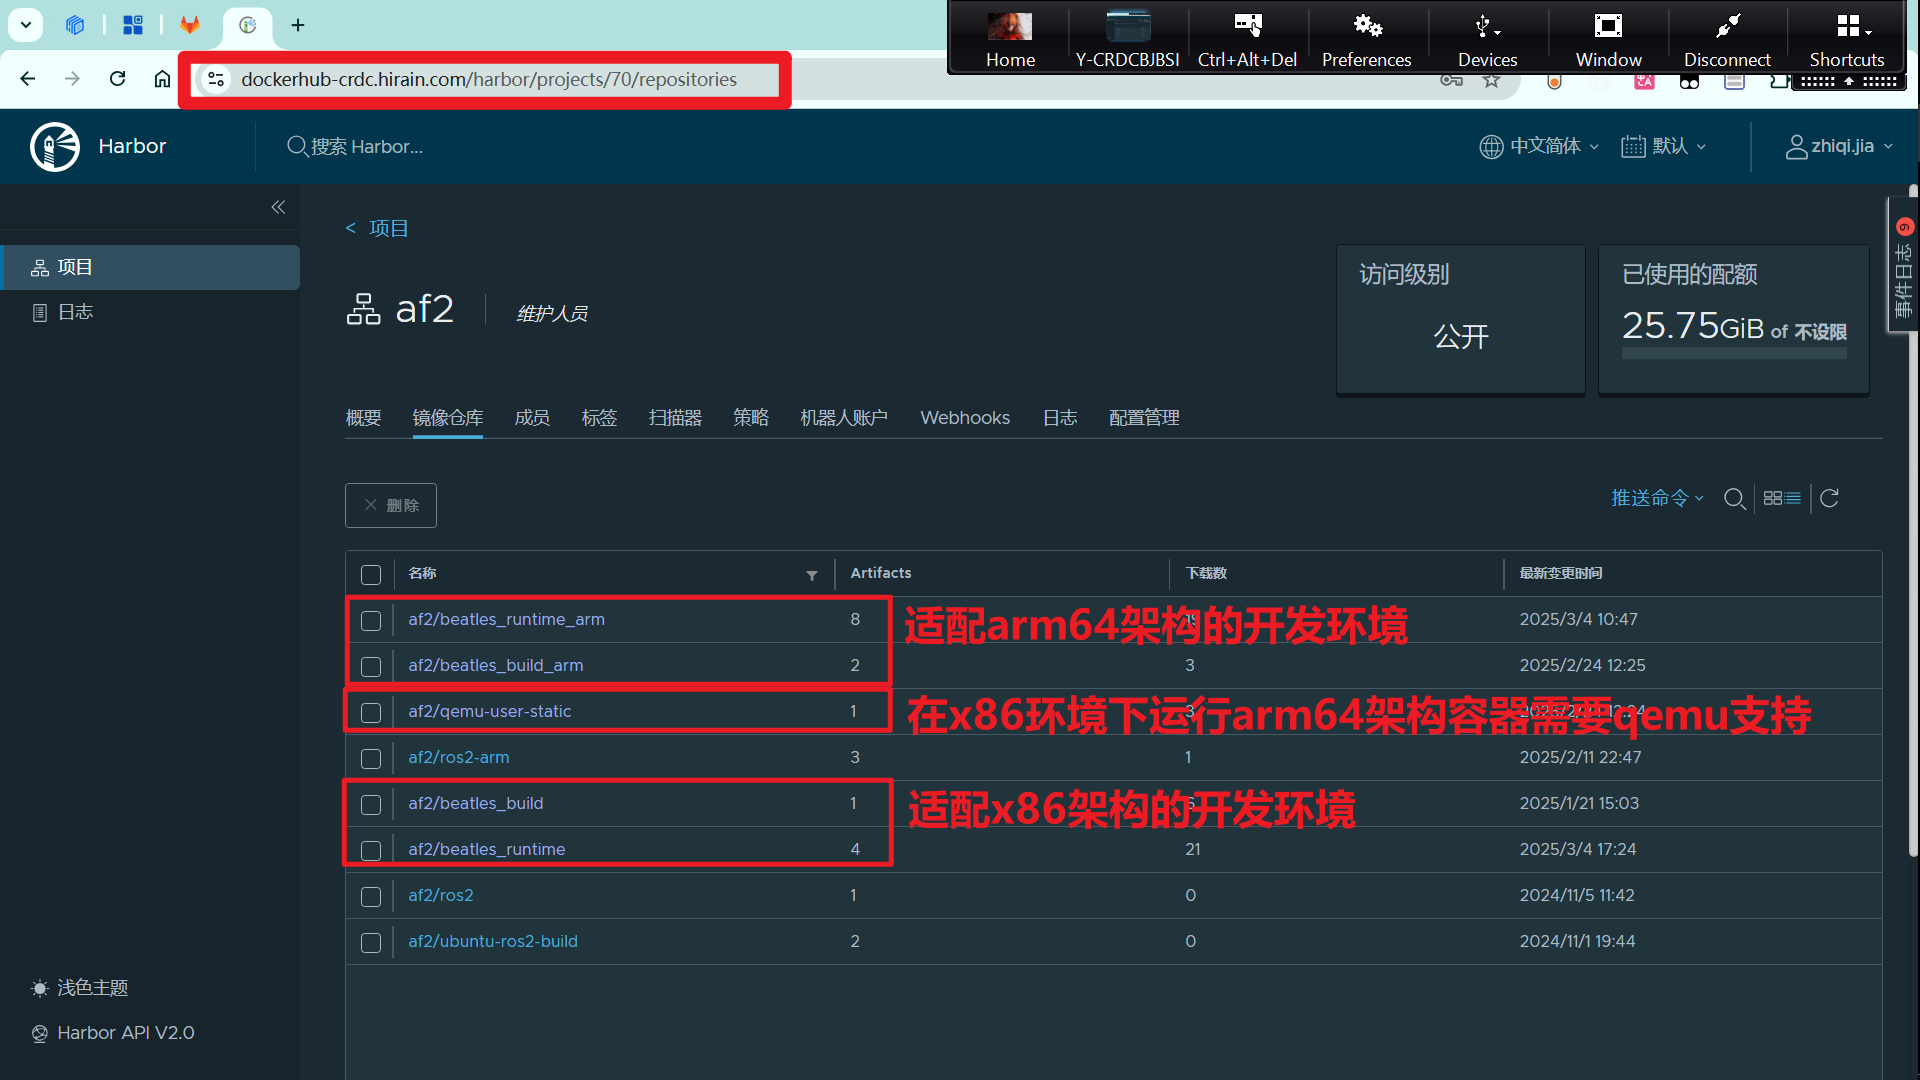 Home
Y-CRDCBJBSI
Ctrl+Alt+Del
Preferences
Devices
Window
Disconnect
Shortcuts
dockerhub-crdc.hirain.com/harbor/projects/70/repositories
Harbor
搜索 Harbor...
中文简体
默认
zhiqi.jia
项目
日志
< 项目
af2
维护人员
访问级别
公开
已使用的配额
25.75GiB of 不设限
事件日志
9
概要
镜像仓库
成员
标签
扫描器
策略
机器人账户
Webhooks
日志
配置管理
删除
推送命令
名称
Artifacts
下载数
最新变更时间
af2/beatles_runtime_arm 8 2025/3/4 10:47
适配arm64架构的开发环境
af2/beatles_build_arm 2 3 2025/2/24 12:25
af2/qemu-user-static 1 3
在x86环境下运行arm64架构容器需要qemu支持
af2/ros2-arm 3 1 2025/2/11 22:47
af2/beatles_build 1 2025/1/21 15:03
适配x86架构的开发环境
af2/beatles_runtime 4 21 2025/3/4 17:24
af2/ros2 1 0 2024/11/5 11:42
af2/ubuntu-ros2-build 2 0 2024/11/1 19:44
浅色主题
Harbor API V2.0